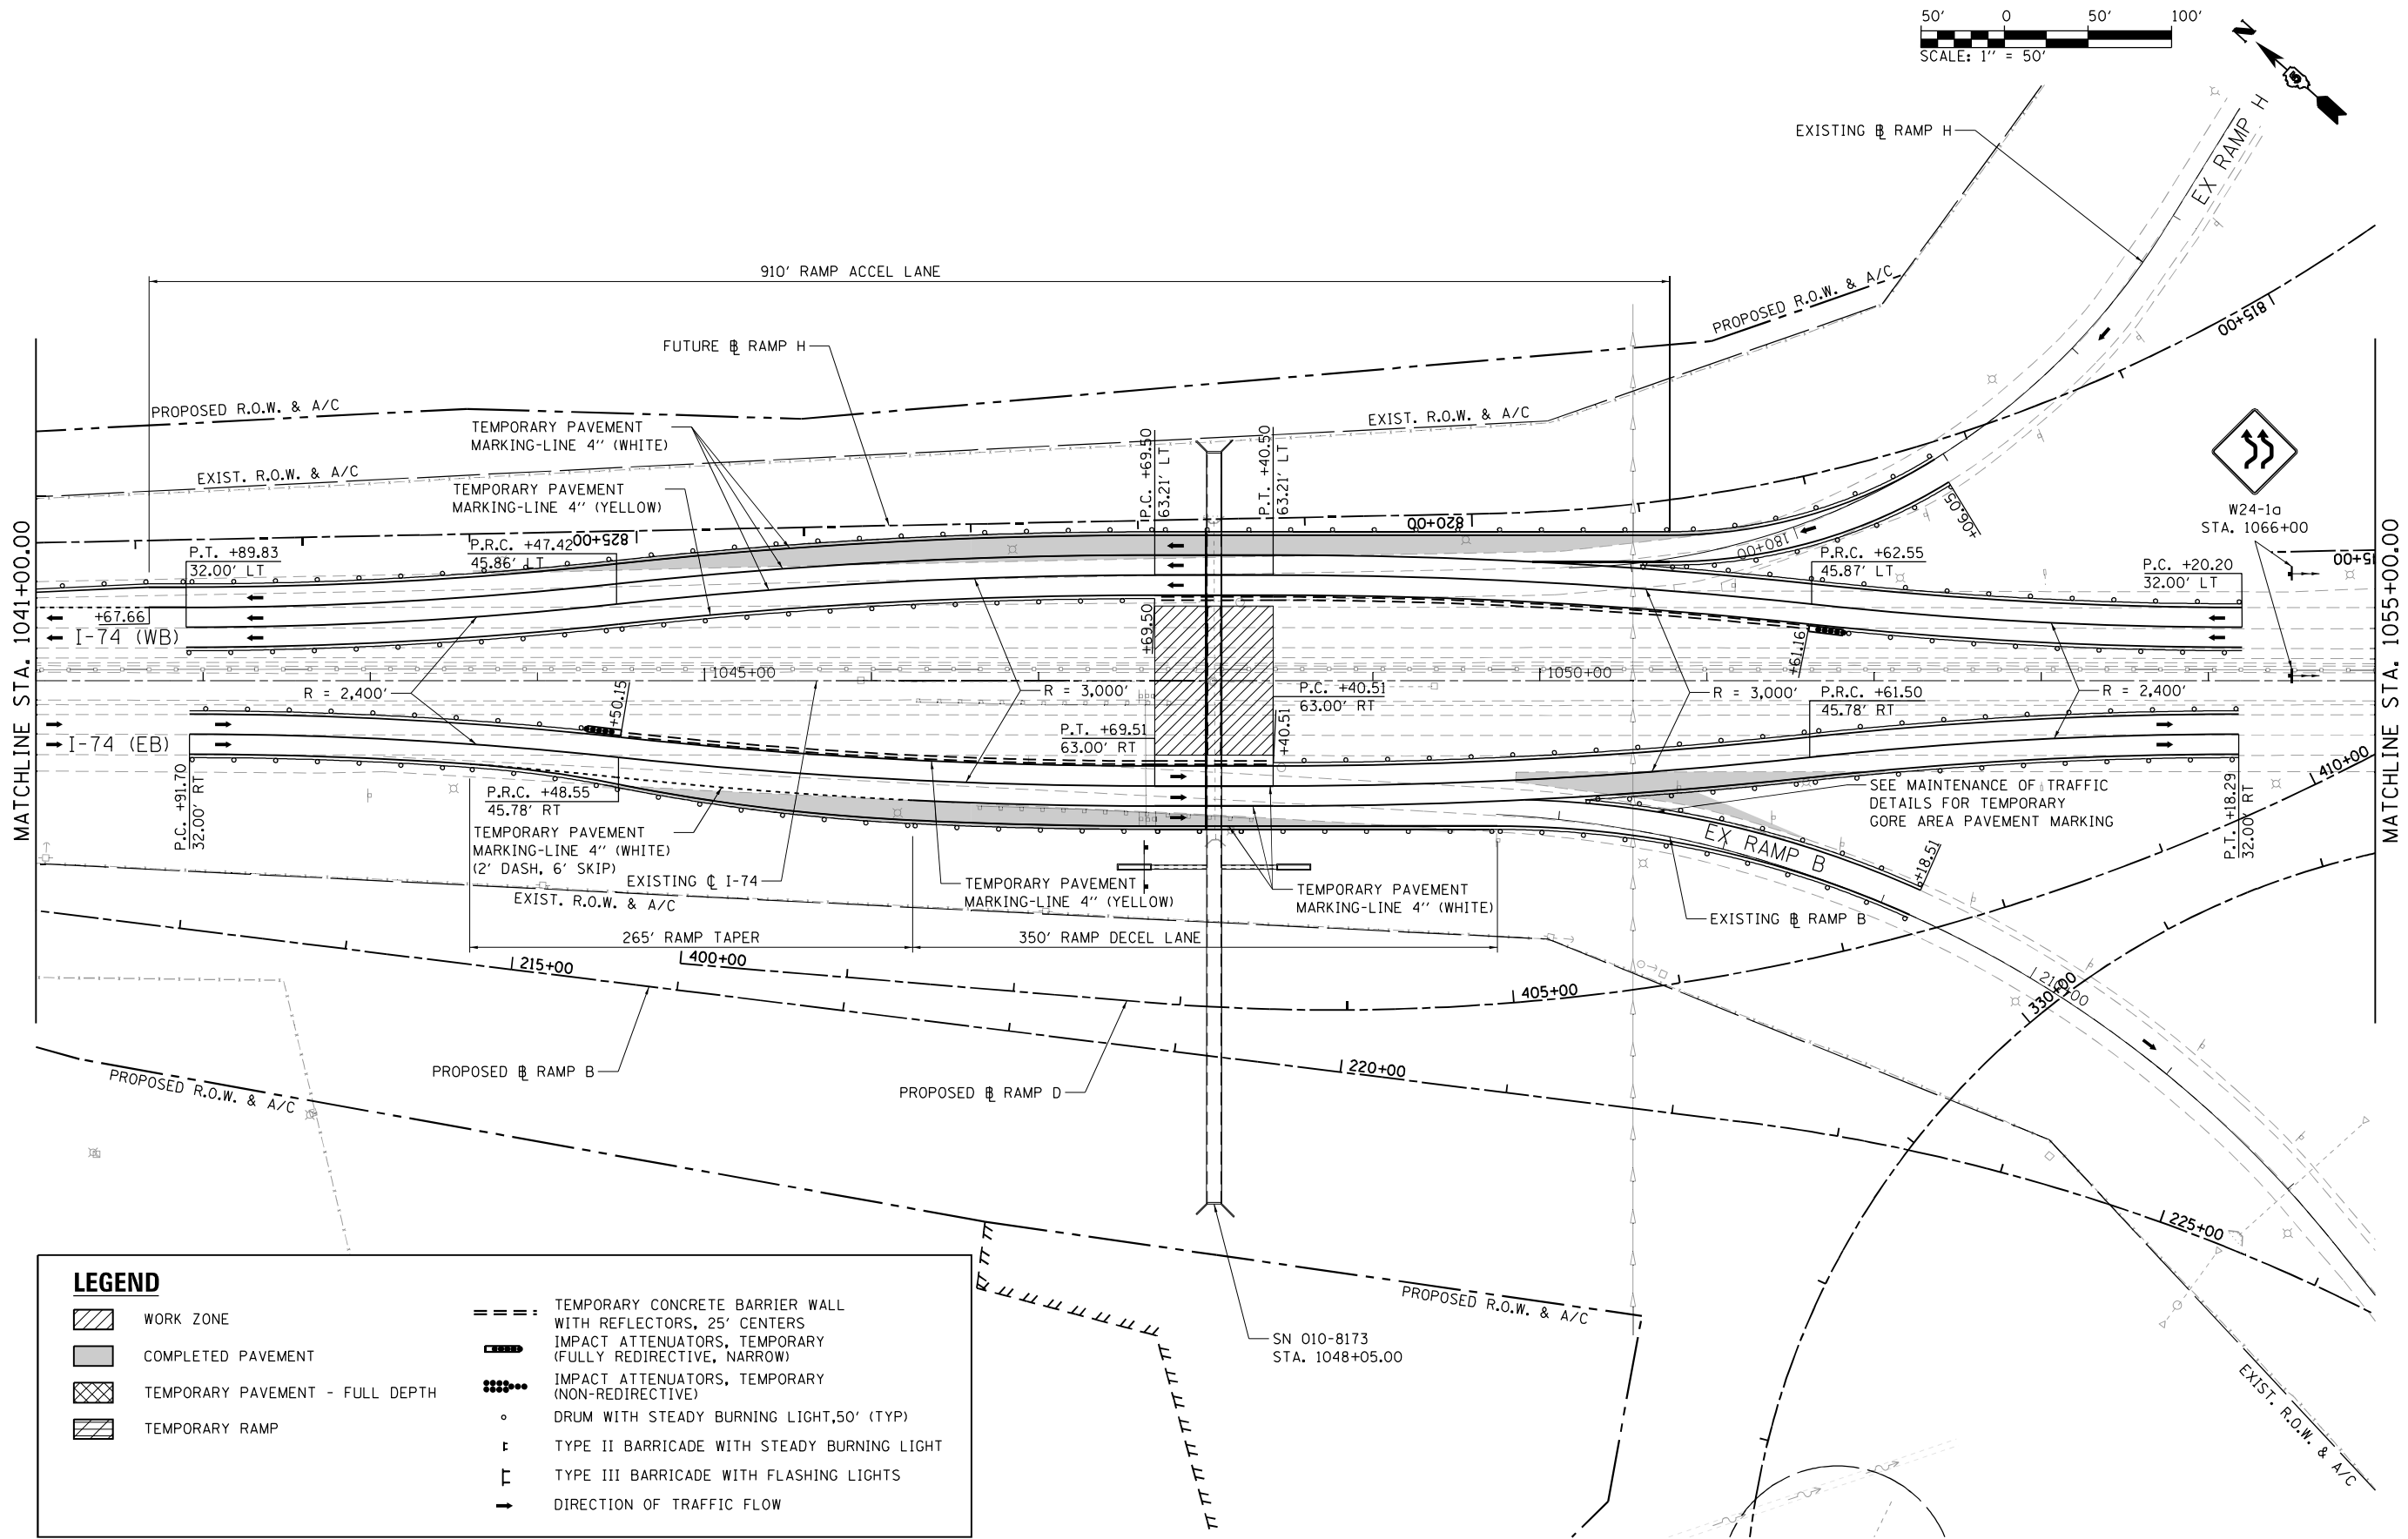 50' 0 50' 100'
SCALE: 1'' = 50'
N
5
EXISTING BL RAMP H
EX RAMP H
910' RAMP ACCEL LANE
PROPOSED R.O.W. & A/C
815+00
FUTURE BL RAMP H
PROPOSED R.O.W. & A/C
EXIST. R.O.W. & A/C
TEMPORARY PAVEMENT
MARKING-LINE 4'' (WHITE)
EXIST. R.O.W. & A/C
TEMPORARY PAVEMENT
MARKING-LINE 4'' (YELLOW)
P.C. +69.50
63.21' LT
P.T. +40.50
63.21' LT
W24-1a
STA. 1066+00
820+00
825+00
+06.05
180+00
P.T. +89.83
32.00' LT
P.R.C. +47.42
45.86' LT
P.R.C. +62.55
45.87' LT
P.C. +20.20
32.00' LT
15+00
MATCHLINE STA. 1041+00.00
MATCHLINE STA. 1055+00.00
+67.66
I-74 (WB)
+69.50
+61.16
1045+00
1050+00
R = 2,400'
R = 3,000'
R = 3,000'
R = 2,400'
+50.15
P.C. +40.51
63.00' RT
P.R.C. +61.50
45.78' RT
P.T. +69.51
63.00' RT
+40.51
I-74 (EB)
P.C. +91.70
32.00' RT
P.R.C. +48.55
45.78' RT
410+00
P.T. +18.29
32.00' RT
SEE MAINTENANCE OF TRAFFIC
DETAILS FOR TEMPORARY
GORE AREA PAVEMENT MARKING
EX RAMP B
+18.51
TEMPORARY PAVEMENT
MARKING-LINE 4'' (WHITE)
(2' DASH, 6' SKIP)
EXISTING CL I-74
EXIST. R.O.W. & A/C
TEMPORARY PAVEMENT
MARKING-LINE 4'' (YELLOW)
TEMPORARY PAVEMENT
MARKING-LINE 4'' (WHITE)
EXISTING BL RAMP B
265' RAMP TAPER
350' RAMP DECEL LANE
215+00
400+00
405+00
330+00
PROPOSED BL RAMP B
220+00
PROPOSED BL RAMP D
PROPOSED R.O.W. & A/C
225+00
PROPOSED R.O.W. & A/C
SN 010-8173
STA. 1048+05.00
EXIST. R.O.W. & A/C
LEGEND
WORK ZONE
COMPLETED PAVEMENT
TEMPORARY PAVEMENT - FULL DEPTH
TEMPORARY RAMP
TEMPORARY CONCRETE BARRIER WALL
WITH REFLECTORS, 25' CENTERS
IMPACT ATTENUATORS, TEMPORARY
(FULLY REDIRECTIVE, NARROW)
IMPACT ATTENUATORS, TEMPORARY
(NON-REDIRECTIVE)
DRUM WITH STEADY BURNING LIGHT,50' (TYP)
TYPE II BARRICADE WITH STEADY BURNING LIGHT
TYPE III BARRICADE WITH FLASHING LIGHTS
DIRECTION OF TRAFFIC FLOW